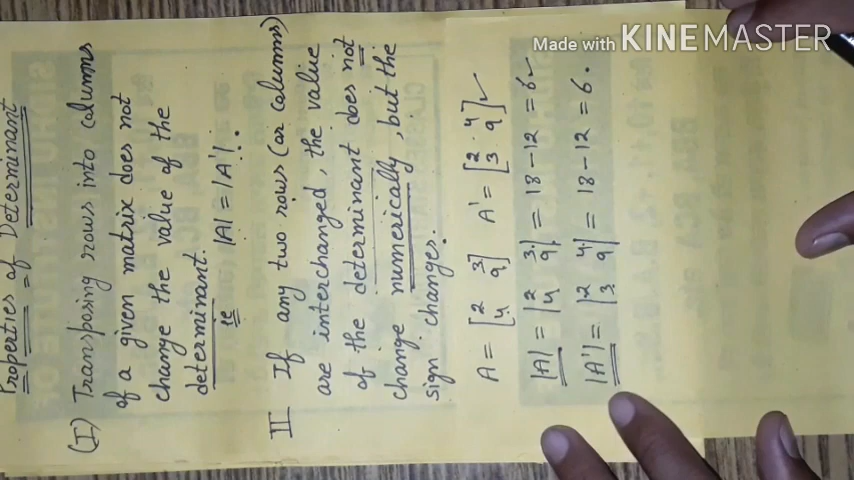 Properties of Determinant
(I) Transposing rows into columns
of a given matrix does not
change the value of the
determinant.
ie |A| = |A'|.
II If any two rows (or columns)
are interchanged, the value
of the determinant does not
change numerically, but the
sign changes.
A = [2 3 4 9] A' = [2 4 3 9] ✓
|A| = |2 3 4 9| = 18 - 12 = 6 ✓
|A'| = |2 4 3 9| = 18 - 12 = 6.
Made with KINEMASTER